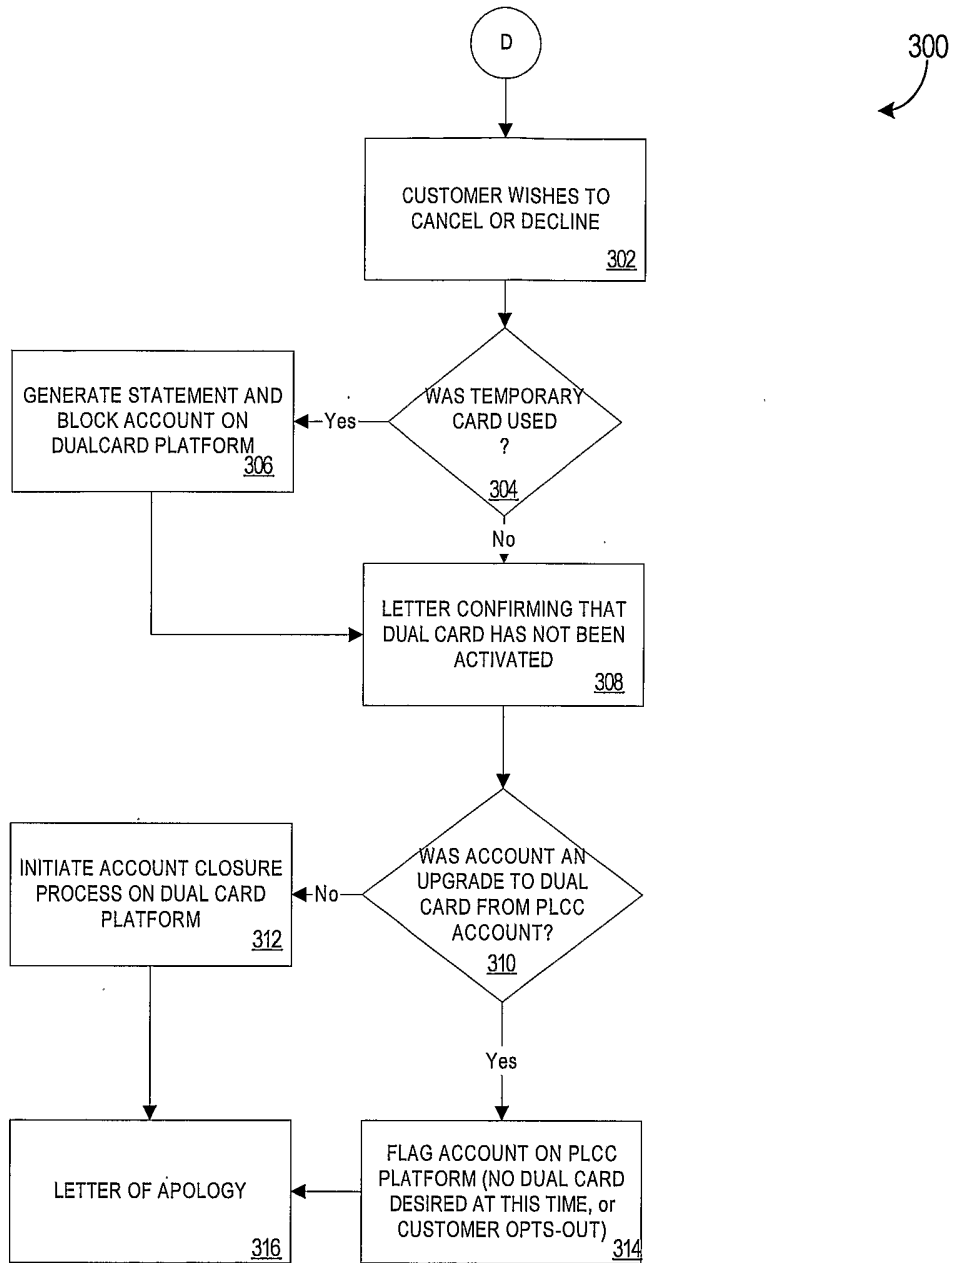 D
300
CUSTOMER WISHES TO
CANCEL OR DECLINE
302
WAS TEMPORARY
CARD USED
?
304
Yes
GENERATE STATEMENT AND
BLOCK ACCOUNT ON
DUALCARD PLATFORM
306
No
LETTER CONFIRMING THAT
DUAL CARD HAS NOT BEEN
ACTIVATED
308
WAS ACCOUNT AN
UPGRADE TO DUAL
CARD FROM PLCC
ACCOUNT?
310
No
INITIATE ACCOUNT CLOSURE
PROCESS ON DUAL CARD
PLATFORM
312
Yes
FLAG ACCOUNT ON PLCC
PLATFORM (NO DUAL CARD
DESIRED AT THIS TIME, or
CUSTOMER OPTS-OUT)
314
LETTER OF APOLOGY
316